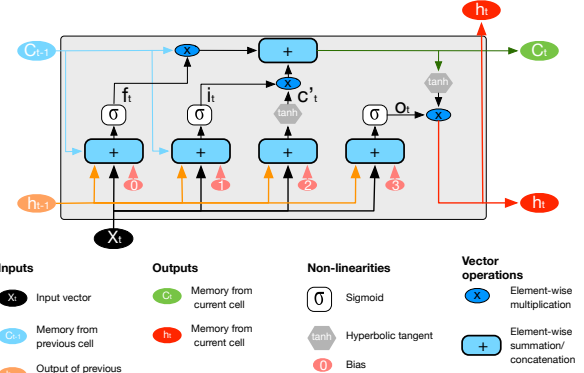 hₜ
Cₜ₋₁
x
+
Cₜ
fₜ
iₜ
x
C'ₜ
tanh
σ
σ
tanh
σ
Oₜ
x
+
+
+
+
0
1
2
3
hₜ₋₁
hₜ
Xₜ
Inputs
Outputs
Non-linearities
Vector
operations
Xₜ Input vector
Cₜ Memory from
current cell
σ Sigmoid
x Element-wise
multiplication
Cₜ₋₁ Memory from
previous cell
hₜ Memory from
current cell
tanh Hyperbolic tangent
+ Element-wise
summation/
concatenation
Output of previous
0 Bias